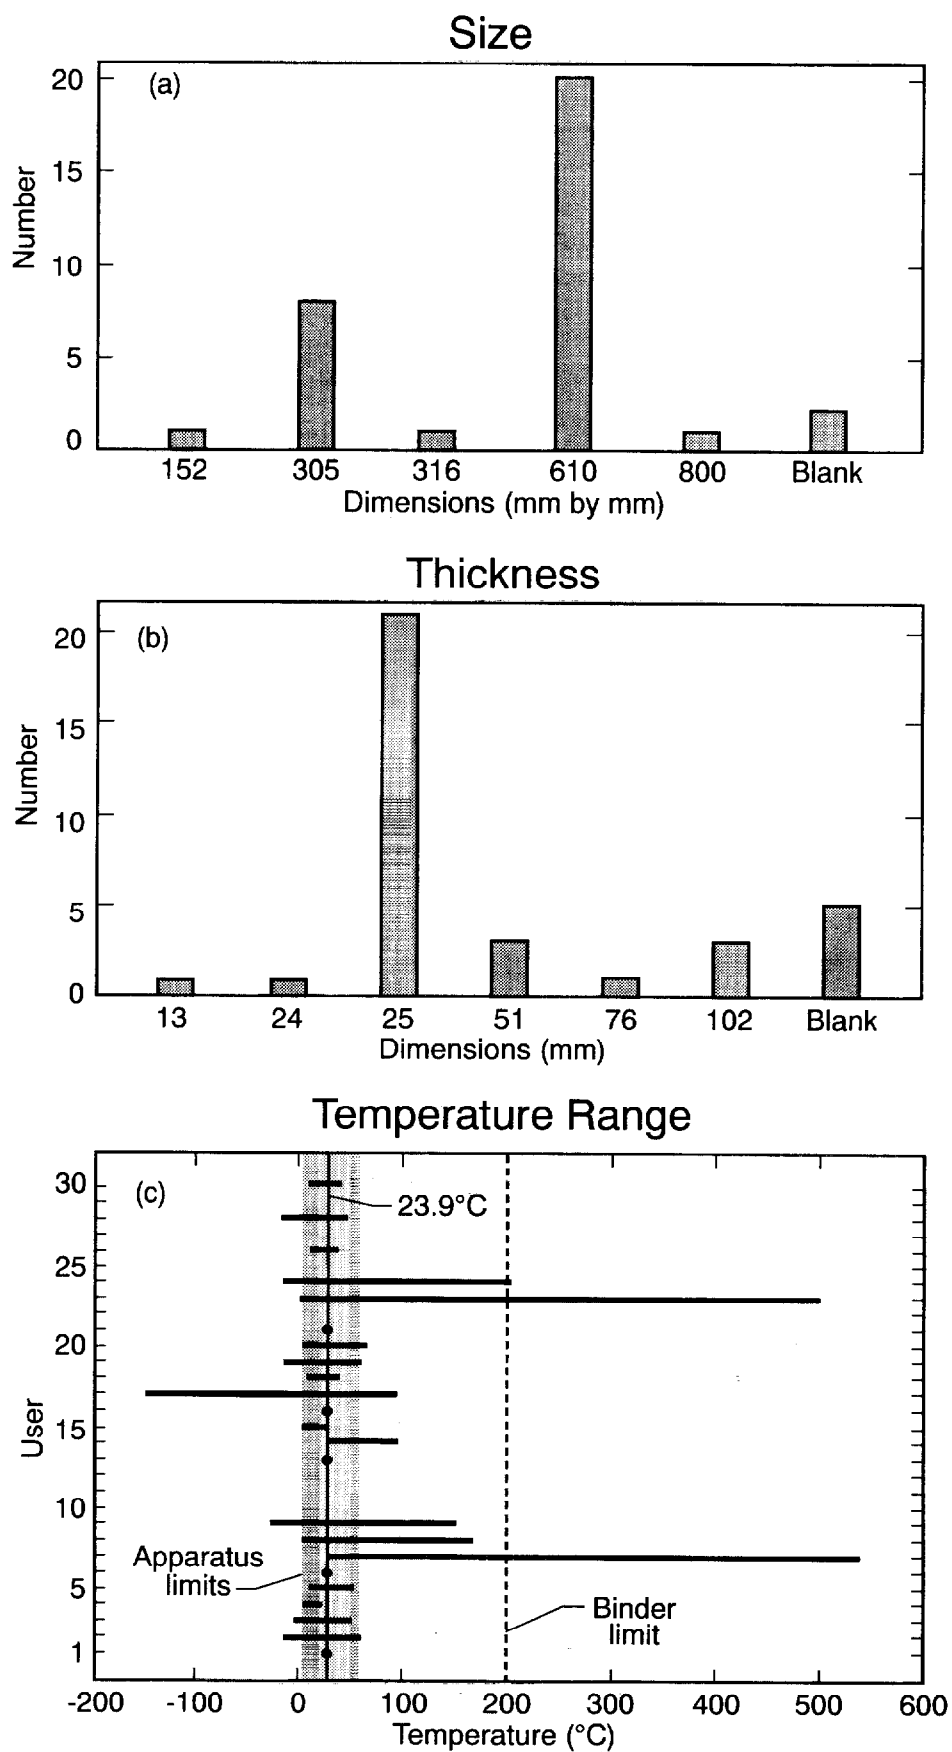 Size
(a)
20
15
10
5
0
Number
152 305 316 610 800 Blank
Dimensions (mm by mm)
Thickness
(b)
20
15
10
5
0
Number
13 24 25 51 76 102 Blank
Dimensions (mm)
Temperature Range
(c)
23.9°C
30
25
20
15
10
5
1
User
Apparatus
limits
Binder
limit
-200 -100 0 100 200 300 400 500 600
Temperature (°C)